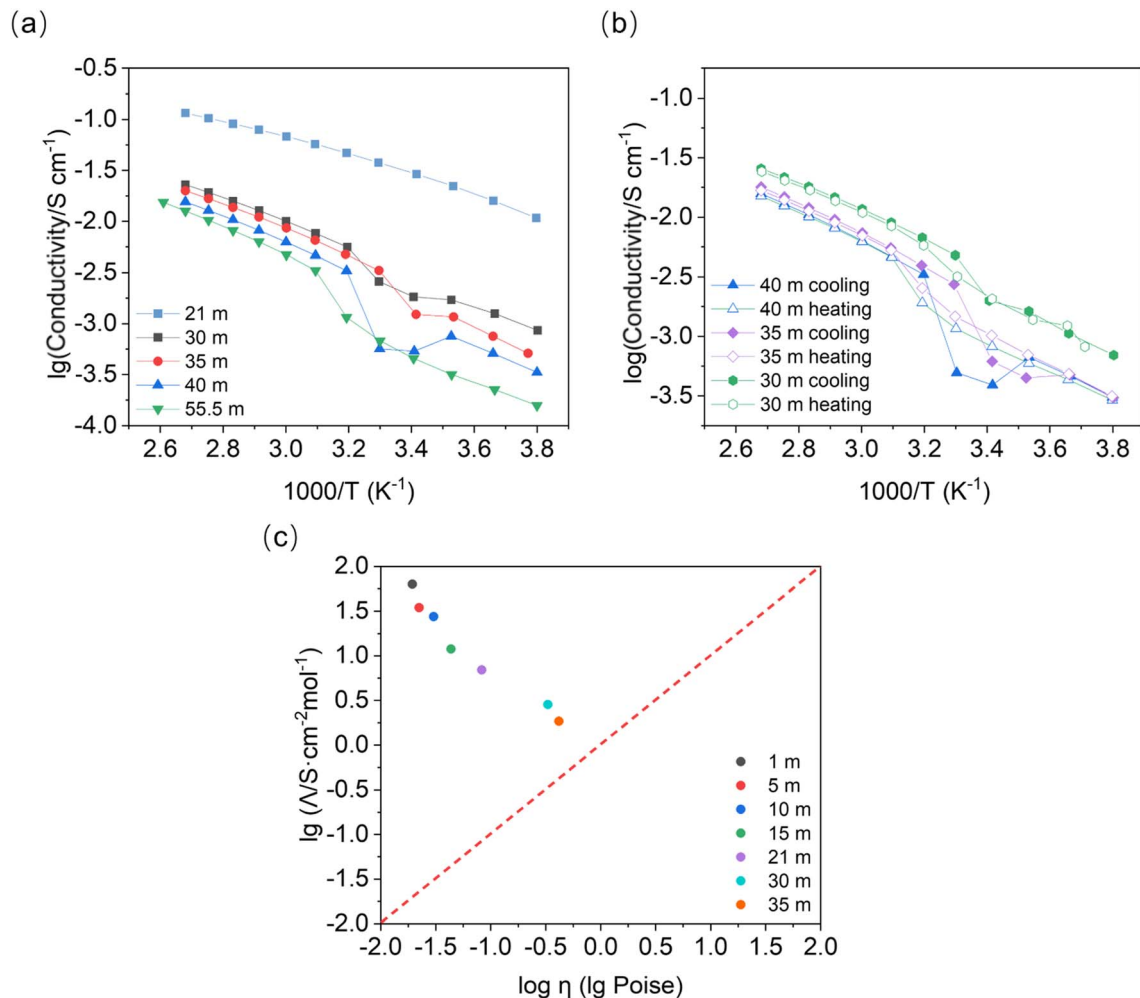 (a)
lg(Conductivity/S cm⁻¹)
-0.5
-1.0
-1.5
-2.0
-2.5
-3.0
-3.5
-4.0
21 m
30 m
35 m
40 m
55.5 m
2.6 2.8 3.0 3.2 3.4 3.6 3.8
1000/T (K⁻¹)
(b)
log(Conductivity/S cm⁻¹)
-1.0
-1.5
-2.0
-2.5
-3.0
-3.5
40 m cooling
40 m heating
35 m cooling
35 m heating
30 m cooling
30 m heating
2.6 2.8 3.0 3.2 3.4 3.6 3.8
1000/T (K⁻¹)
(c)
lg (Λ/S·cm⁻²mol⁻¹)
2.0
1.5
1.0
0.5
0.0
-0.5
-1.0
-1.5
-2.0
1 m
5 m
10 m
15 m
21 m
30 m
35 m
-2.0 -1.5 -1.0 -0.5 0.0 0.5 1.0 1.5 2.0
log η (lg Poise)